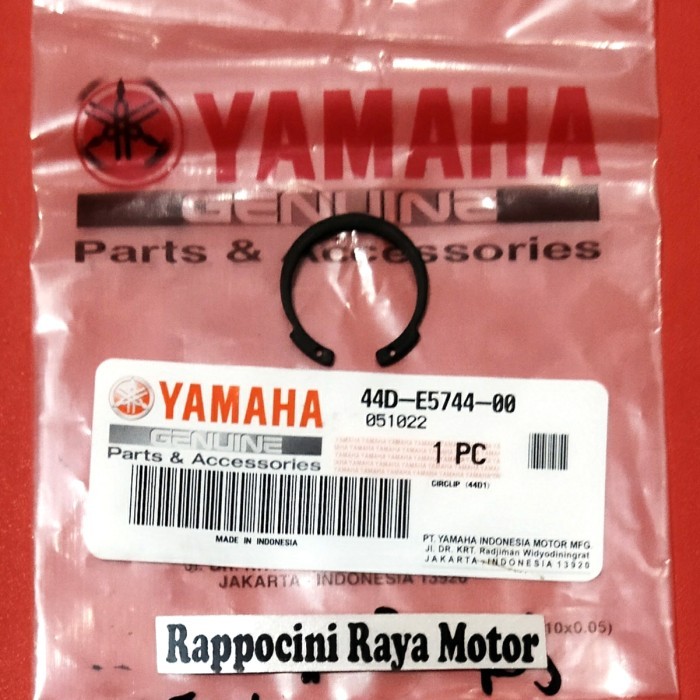 YAMAHA
GENUINE
Parts & Accessories
YAMAHA
GENUINE
Parts & Accessories
44D-E5744-00
051022
1 PC
CIRCLIP (44D1)
MADE IN INDONESIA
PT. YAMAHA INDONESIA MOTOR MFG.
Jl. DR. KRT. Radjiman Widyodiningrat
JAKARTA - INDONESIA 13920
JAKARTA - INDONESIA 13920
10x0.05)
Rappocini Raya Motor